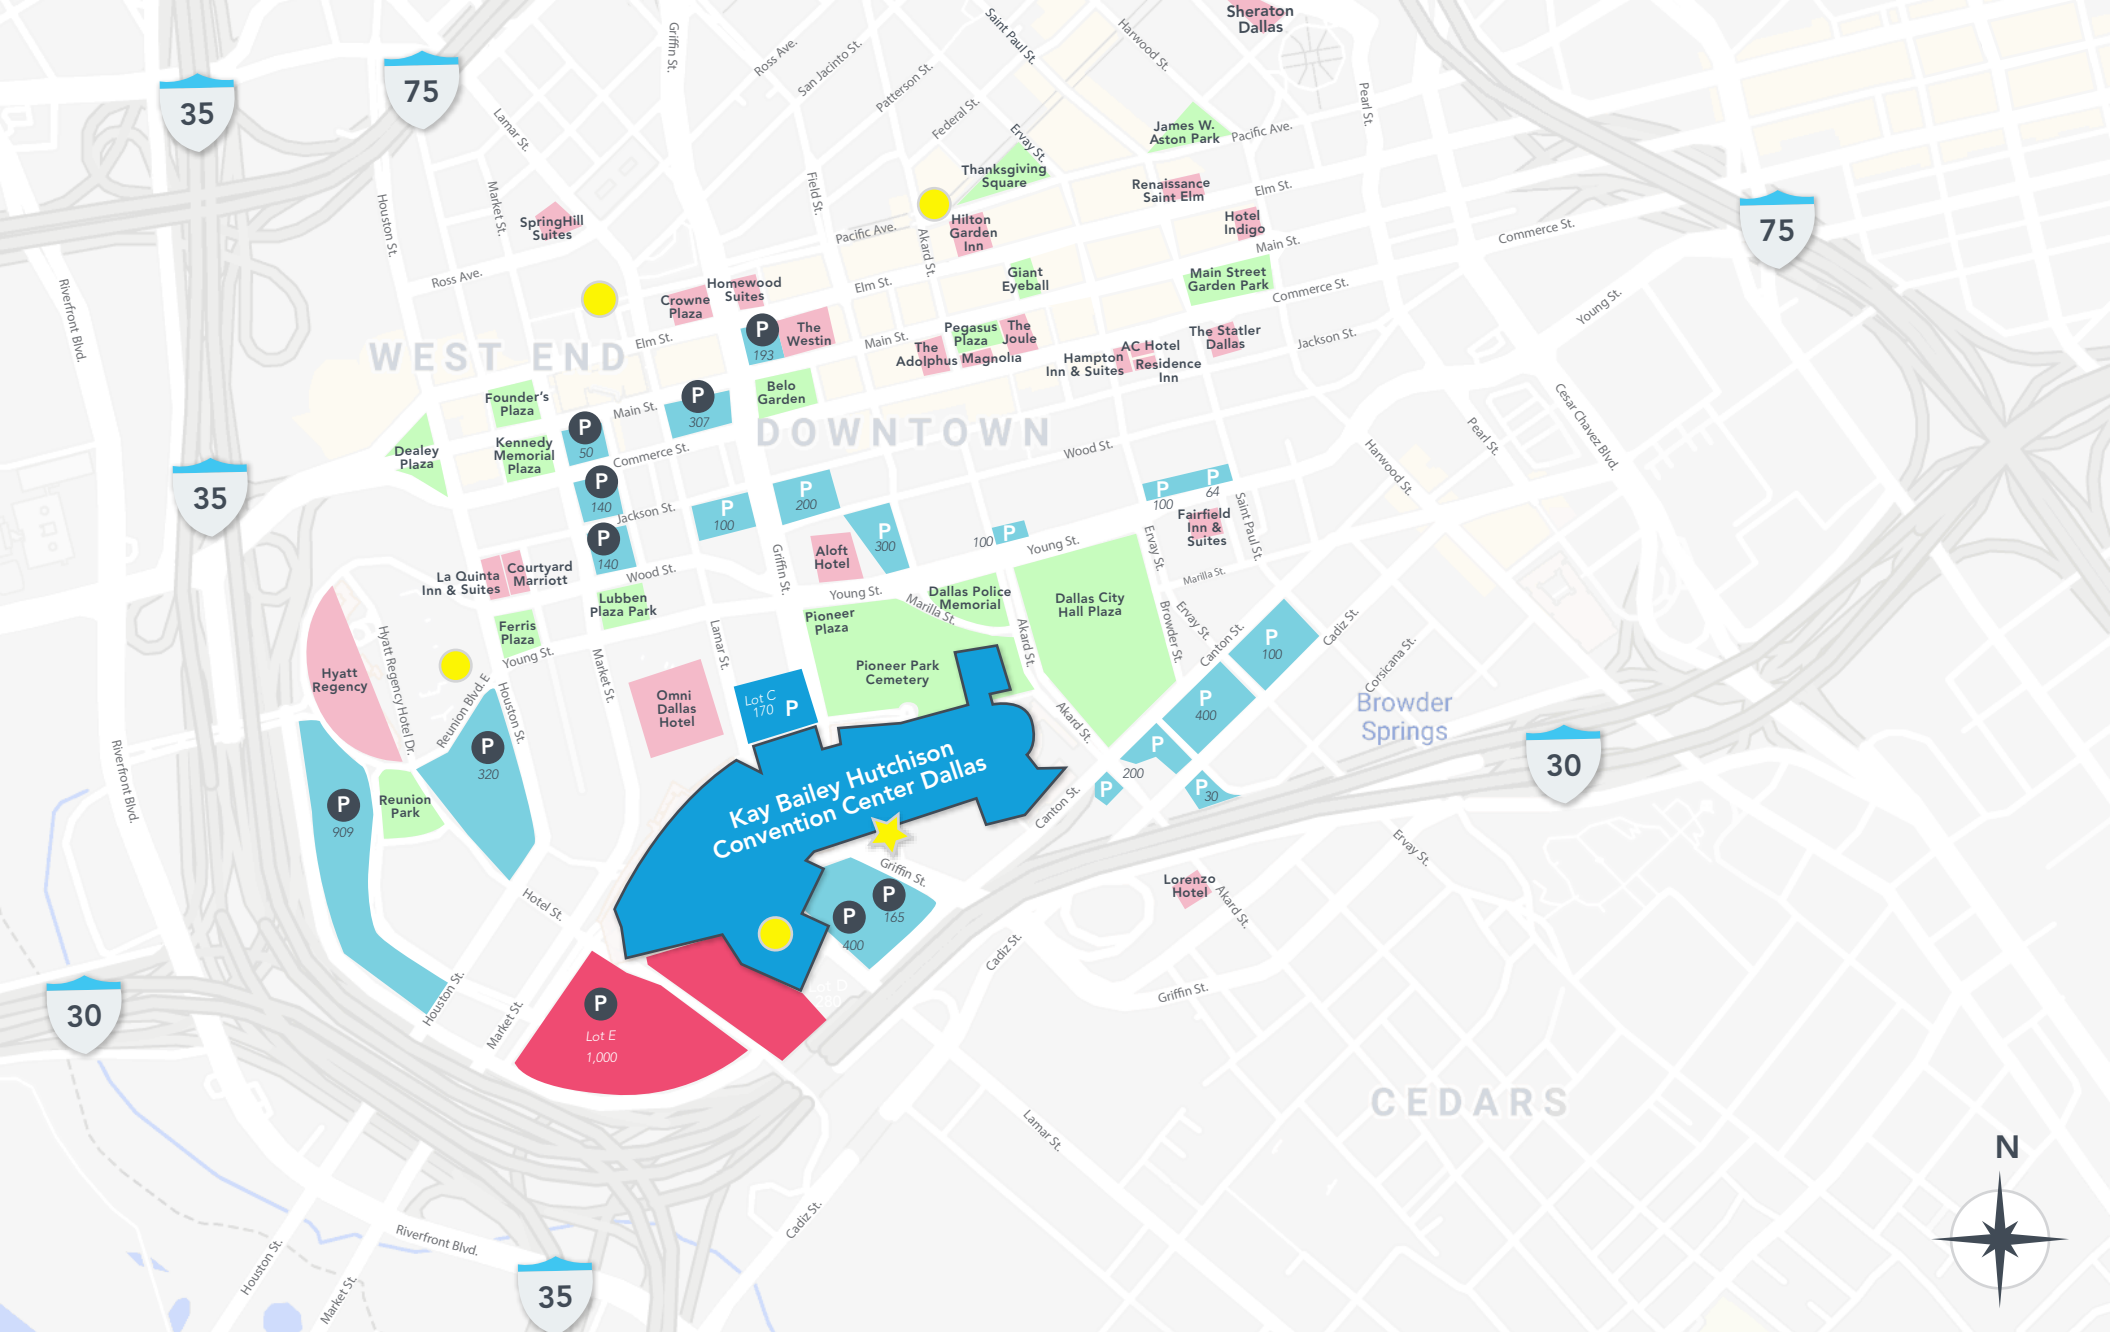 Sheraton
Dallas
Saint Paul St.
Harwood St.
Griffin St.
Ross Ave.
San Jacinto St.
Patterson St.
Federal St.
Ervay St.
Pearl St.
75
35
Lamar St.
James W.
Aston Park
Pacific Ave.
Thanksgiving
Square
Renaissance
Saint Elm
Elm St.
Houston St.
Market St.
SpringHill
Suites
Field St.
Pacific Ave.
Akard St.
Hilton
Garden
Inn
Hotel
Indigo
Main St.
Commerce St.
75
Ross Ave.
Riverfront Blvd.
Homewood
Suites
Crowne
Plaza
Elm St.
Giant
Eyeball
Main Street
Garden Park
Commerce St.
Young St.
P
193
The
Westin
Elm St.
Main St.
Pegasus
Plaza
The
Joule
The
Adolphus
Magnolia
Hampton
Inn & Suites
AC Hotel
Residence
Inn
The Statler
Dallas
Jackson St.
WEST END
Founder's
Plaza
Main St.
P
307
Belo
Garden
DOWNTOWN
Dealey
Plaza
Kennedy
Memorial
Plaza
P
50
Commerce St.
Wood St.
Harwood St.
Pearl St.
Cesar Chavez Blvd.
35
P
140
Jackson St.
P
100
P
200
P
300
100
P
P
100
P
64
Fairfield
Inn &
Suites
Saint Paul St.
Ervay St.
P
140
Wood St.
Griffin St.
Aloft
Hotel
Young St.
La Quinta
Inn & Suites
Courtyard
Marriott
Lubben
Plaza Park
Young St.
Marilla St.
Dallas Police
Memorial
Dallas City
Hall Plaza
Marilla St.
Browder St.
Ervay St.
Canton St.
Cadiz St.
Corsicana St.
Ferris
Plaza
Young St.
Pioneer
Plaza
Pioneer Park
Cemetery
Akard St.
P
100
Hyatt
Regency
Hyatt Regency Hotel Dr.
Reunion Blvd. E
Houston St.
Market St.
Lamar St.
Omni
Dallas
Hotel
Lot C
170
P
Akard St.
P
400
Browder
Springs
P
200
P
P
30
30
Riverfront Blvd.
P
320
P
909
Reunion
Park
Kay Bailey Hutchison
Convention Center Dallas
Canton St.
Griffin St.
Ervay St.
Lorenzo
Hotel
Akard St.
P
165
P
400
Hotel St.
Cadiz St.
Griffin St.
Houston St.
Market St.
30
P
Lot E
1,000
Lot D
280
CEDARS
Lamar St.
N
Cadiz St.
Riverfront Blvd.
Houston St.
Market St.
35